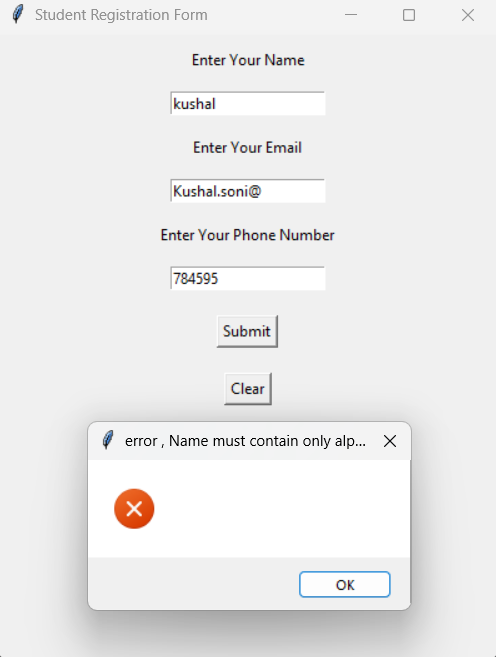 Student Registration Form
Enter Your Name
kushal
Enter Your Email
Kushal.soni@
Enter Your Phone Number
784595
Submit
Clear
error , Name must contain only alp...
OK